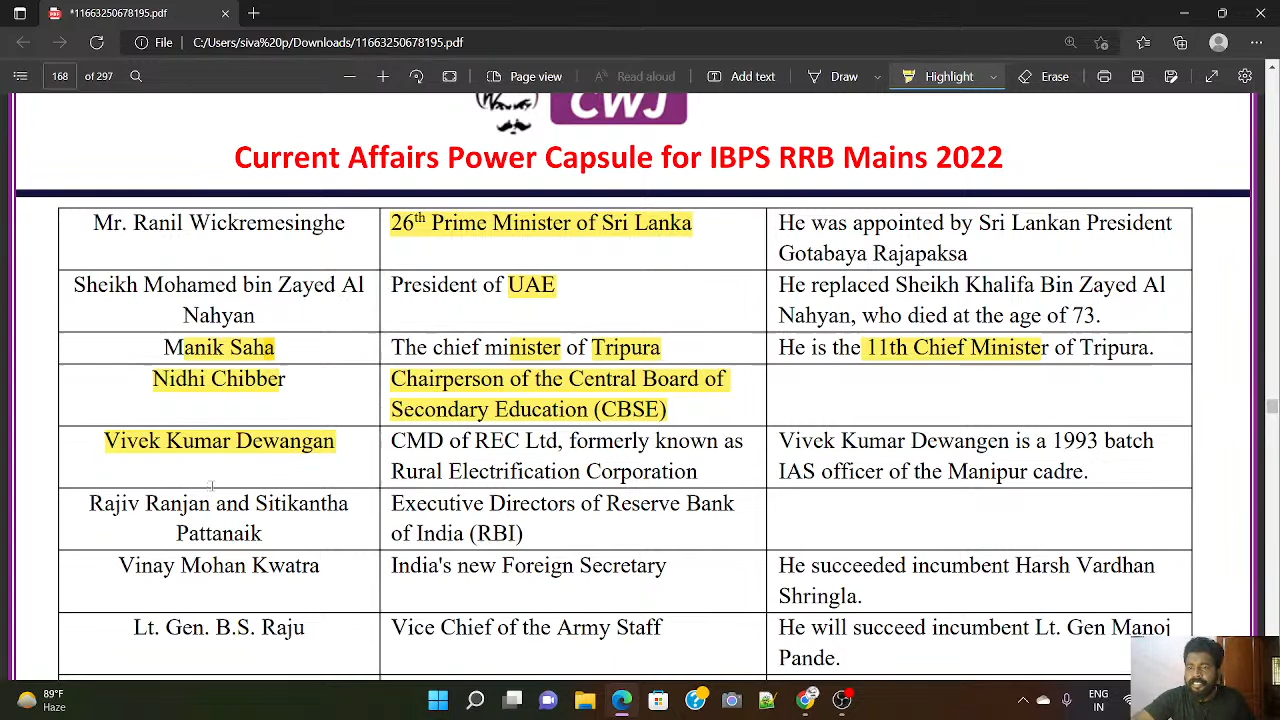 *11663250678195.pdf
File C:/Users/siva%20p/Downloads/11663250678195.pdf
168 of 297 Page view Read aloud Add text Draw Highlight Erase
CWJ
Current Affairs Power Capsule for IBPS RRB Mains 2022
Mr. Ranil Wickremesinghe 26th Prime Minister of Sri Lanka He was appointed by Sri Lankan President
Gotabaya Rajapaksa
Sheikh Mohamed bin Zayed Al President of UAE He replaced Sheikh Khalifa Bin Zayed Al
Nahyan Nahyan, who died at the age of 73.
Manik Saha The chief minister of Tripura He is the 11th Chief Minister of Tripura.
Nidhi Chibber Chairperson of the Central Board of
Secondary Education (CBSE)
Vivek Kumar Dewangan CMD of REC Ltd, formerly known as Vivek Kumar Dewangen is a 1993 batch
Rural Electrification Corporation IAS officer of the Manipur cadre.
Rajiv Ranjan and Sitikantha Executive Directors of Reserve Bank
Pattanaik of India (RBI)
Vinay Mohan Kwatra India's new Foreign Secretary He succeeded incumbent Harsh Vardhan
Shringla.
Lt. Gen. B.S. Raju Vice Chief of the Army Staff He will succeed incumbent Lt. Gen Manoj
Pande.
89°F ENG
Haze IN